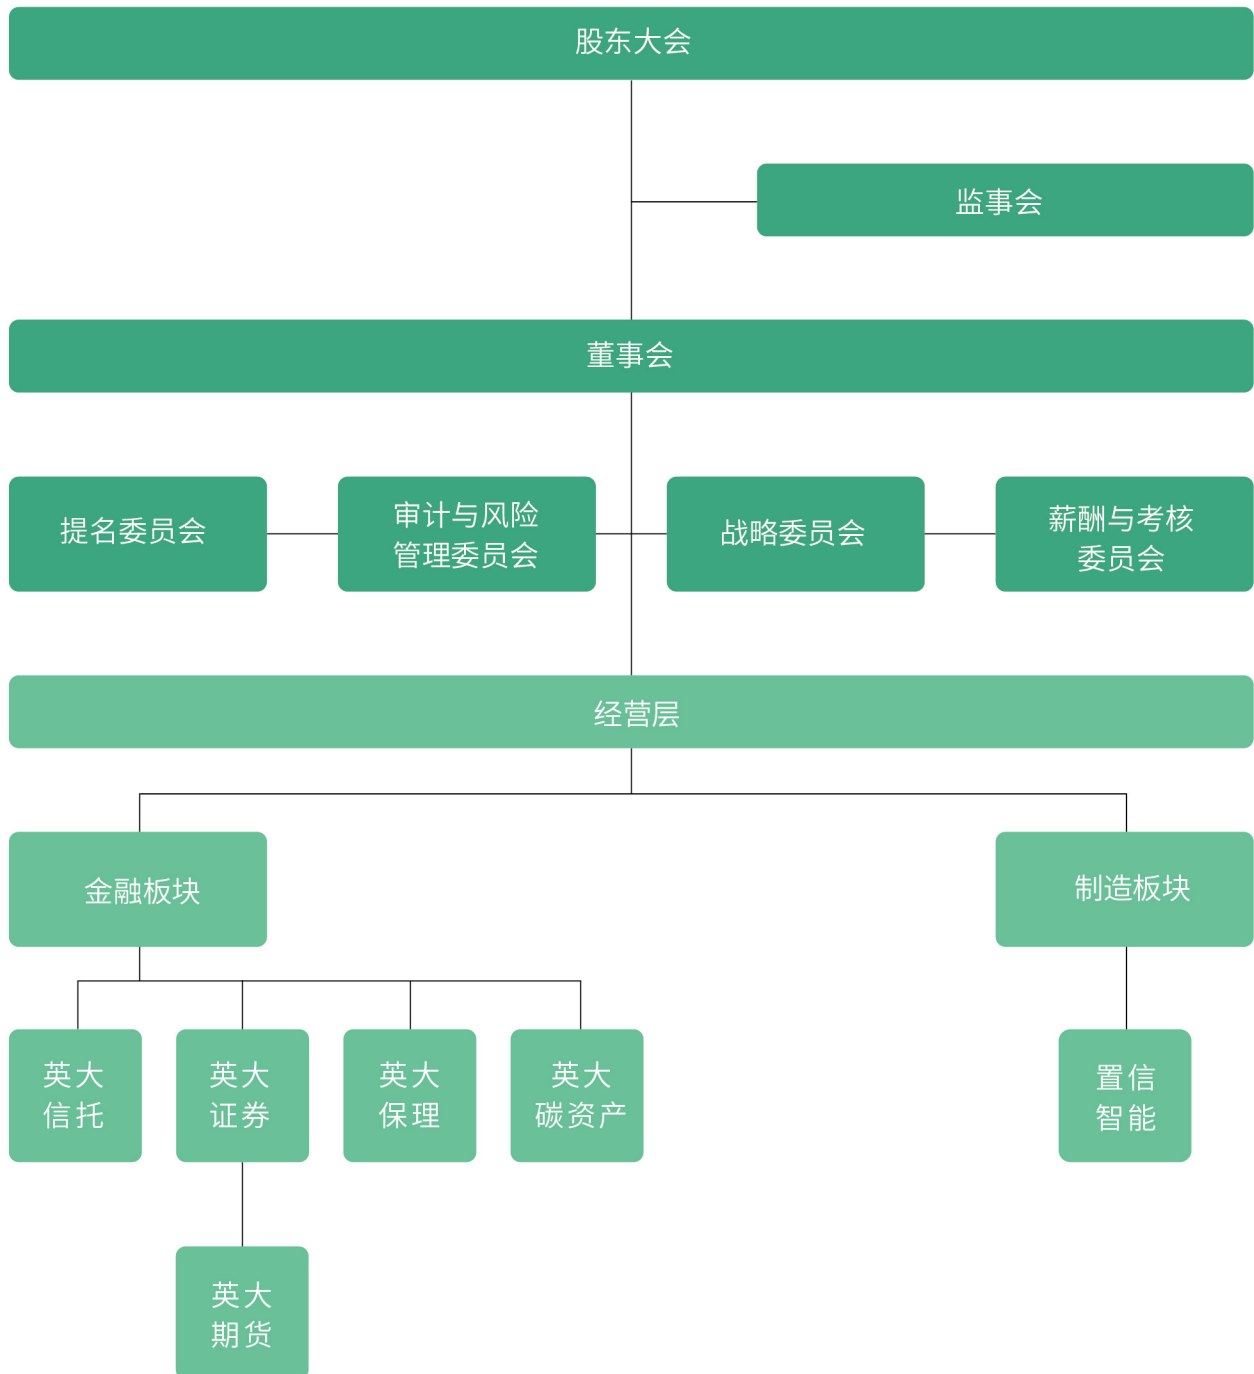 股东大会
监事会
董事会
提名委员会
审计与风险
管理委员会
战略委员会
薪酬与考核
委员会
经营层
金融板块
制造板块
英大
信托
英大
证券
英大
保理
英大
碳资产
置信
智能
英大
期货